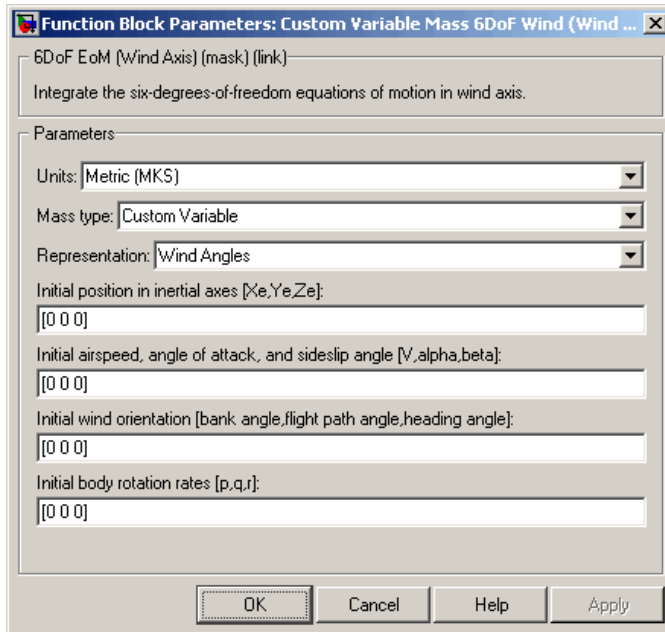 Function Block Parameters: Custom Variable Mass 6DoF Wind (Wind ...
6DoF EoM (Wind Axis) (mask) (link)
Integrate the six-degrees-of-freedom equations of motion in wind axis.
Parameters
Units: Metric (MKS)
Mass type: Custom Variable
Representation: Wind Angles
Initial position in inertial axes [Xe,Ye,Ze]:
[0 0 0]
Initial airspeed, angle of attack, and sideslip angle [V,alpha,beta]:
[0 0 0]
Initial wind orientation [bank angle,flight path angle,heading angle]:
[0 0 0]
Initial body rotation rates [p,q,r]:
[0 0 0]
OK Cancel Help Apply